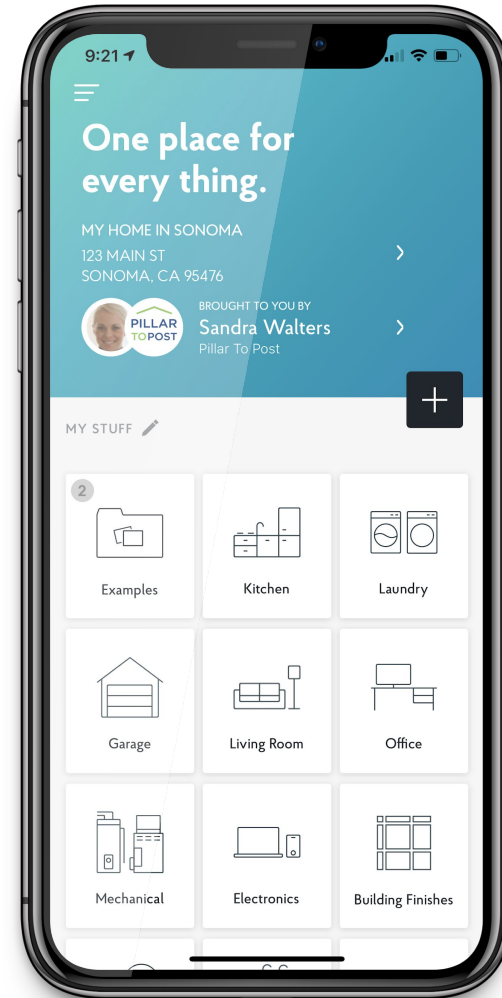 9:21
One place for
every thing.
MY HOME IN SONOMA
123 MAIN ST
SONOMA, CA 95476
PILLAR
TO POST
BROUGHT TO YOU BY
Sandra Walters
Pillar To Post
MY STUFF
2
Examples
Kitchen
Laundry
Garage
Living Room
Office
Mechanical
Electronics
Building Finishes